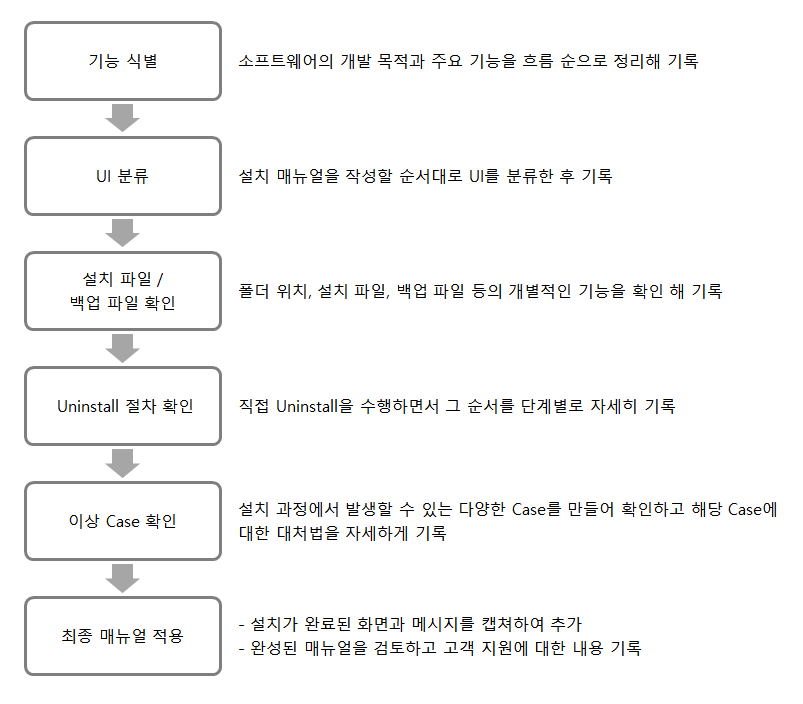 기능 식별
소프트웨어의 개발 목적과 주요 기능을 흐름 순으로 정리해 기록
UI 분류
설치 매뉴얼을 작성할 순서대로 UI를 분류한 후 기록
설치 파일 /
백업 파일 확인
폴더 위치, 설치 파일, 백업 파일 등의 개별적인 기능을 확인 해 기록
Uninstall 절차 확인
직접 Uninstall을 수행하면서 그 순서를 단계별로 자세히 기록
이상 Case 확인
설치 과정에서 발생할 수 있는 다양한 Case를 만들어 확인하고 해당 Case에
대한 대처법을 자세하게 기록
최종 매뉴얼 적용
- 설치가 완료된 화면과 메시지를 캡쳐하여 추가
- 완성된 매뉴얼을 검토하고 고객 지원에 대한 내용 기록